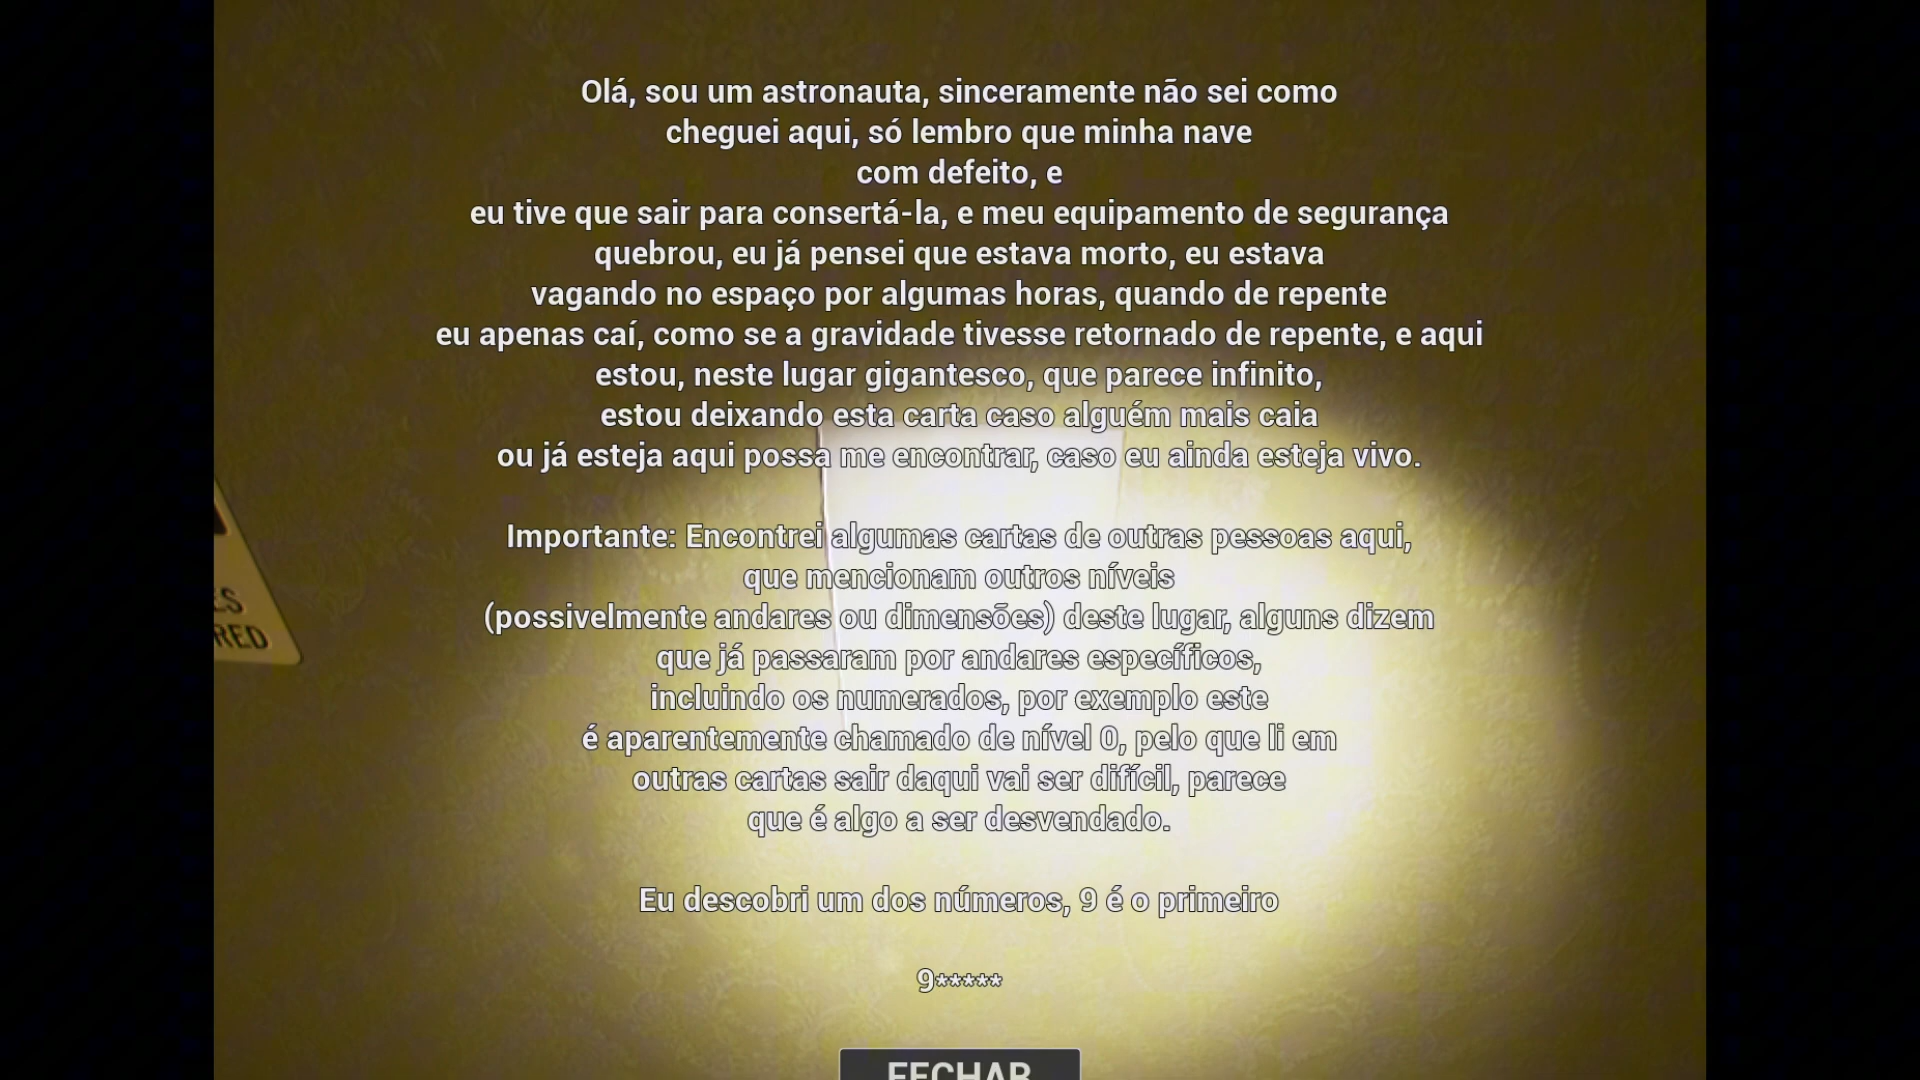 Olá, sou um astronauta, sinceramente não sei como
cheguei aqui, só lembro que minha nave
com defeito, e
eu tive que sair para consertá-la, e meu equipamento de segurança
quebrou, eu já pensei que estava morto, eu estava
vagando no espaço por algumas horas, quando de repente
eu apenas caí, como se a gravidade tivesse retornado de repente, e aqui
estou, neste lugar gigantesco, que parece infinito,
estou deixando esta carta caso alguém mais caia
ou já esteja aqui possa me encontrar, caso eu ainda esteja vivo.
Importante: Encontrei algumas cartas de outras pessoas aqui,
que mencionam outros níveis
(possivelmente andares ou dimensões) deste lugar, alguns dizem
que já passaram por andares específicos,
incluindo os numerados, por exemplo este
é aparentemente chamado de nível 0, pelo que li em
outras cartas sair daqui vai ser difícil, parece
que é algo a ser desvendado.
Eu descobri um dos números, 9 é o primeiro
9*****
FECHAR